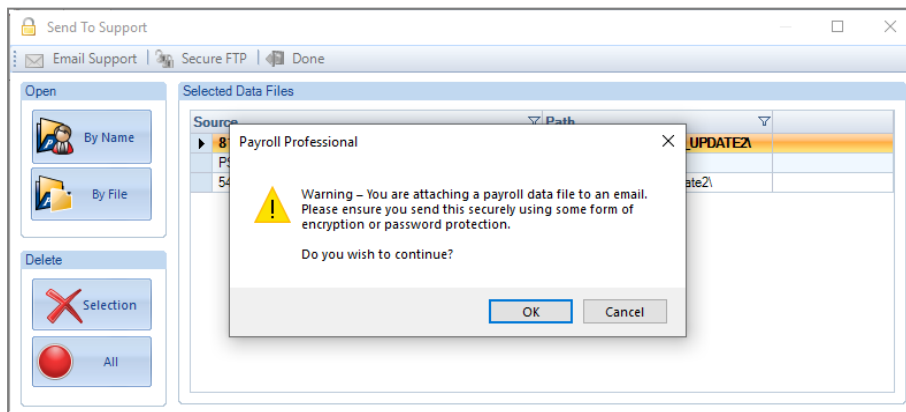 Send To Support
Email Support Secure FTP Done
Open
By Name
By File
Delete
Selection
All
Selected Data Files
Source Path
8 _UPDATE2\
54 ate2\
Payroll Professional
Warning – You are attaching a payroll data file to an email.
Please ensure you send this securely using some form of
encryption or password protection.
Do you wish to continue?
OK Cancel